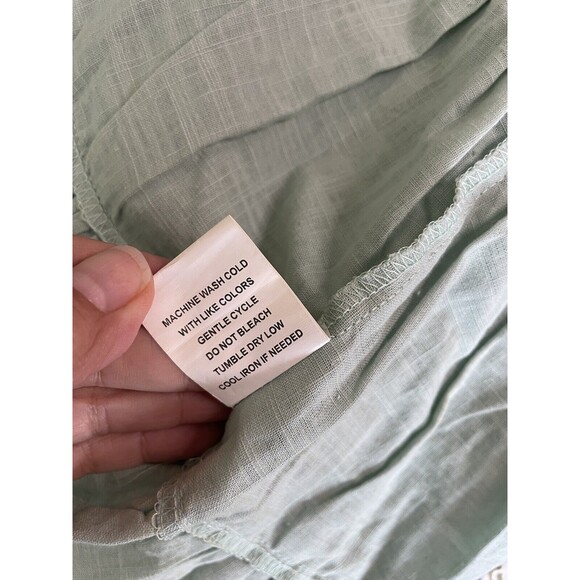 MACHINE WASH COLD
WITH LIKE COLORS
GENTLE CYCLE
DO NOT BLEACH
TUMBLE DRY LOW
COOL IRON IF NEEDED